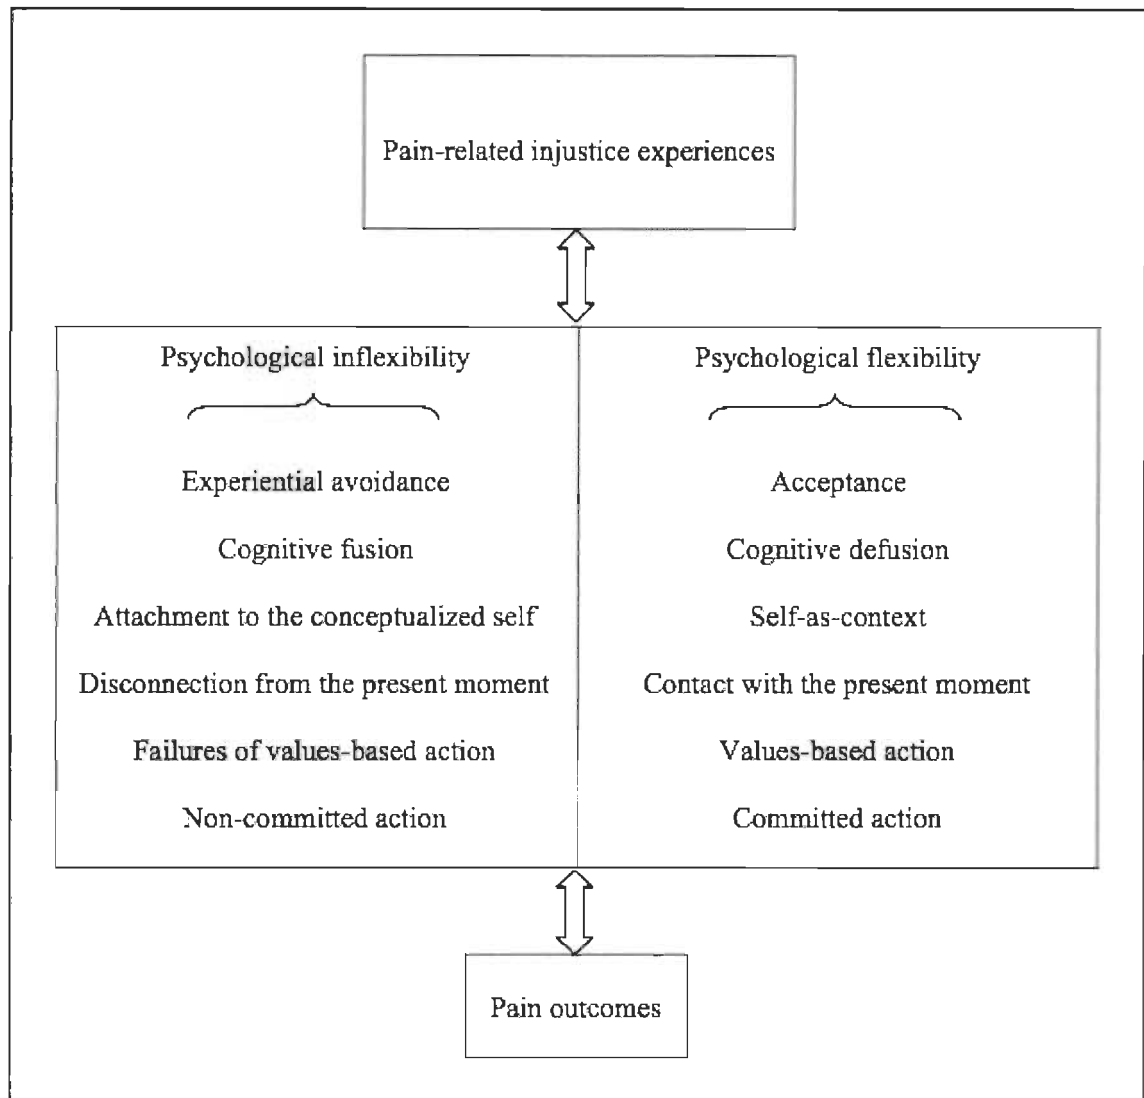 Pain-related injustice experiences
Psychological inflexibility
Experiential avoidance
Cognitive fusion
Attachment to the conceptualized self
Disconnection from the present moment
Failures of values-based action
Non-committed action
Psychological flexibility
Acceptance
Cognitive defusion
Self-as-context
Contact with the present moment
Values-based action
Committed action
Pain outcomes